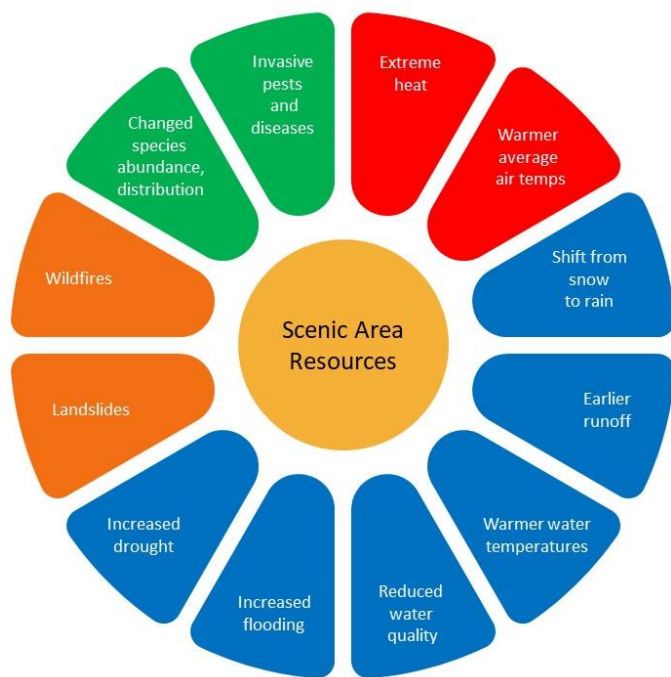 Scenic Area
Resources
Extreme
heat
Warmer
average
air temps
Shift from
snow
to rain
Earlier
runoff
Warmer water
temperatures
Reduced
water
quality
Increased
flooding
Increased
drought
Landslides
Wildfires
Changed
species
abundance,
distribution
Invasive
pests
and
diseases